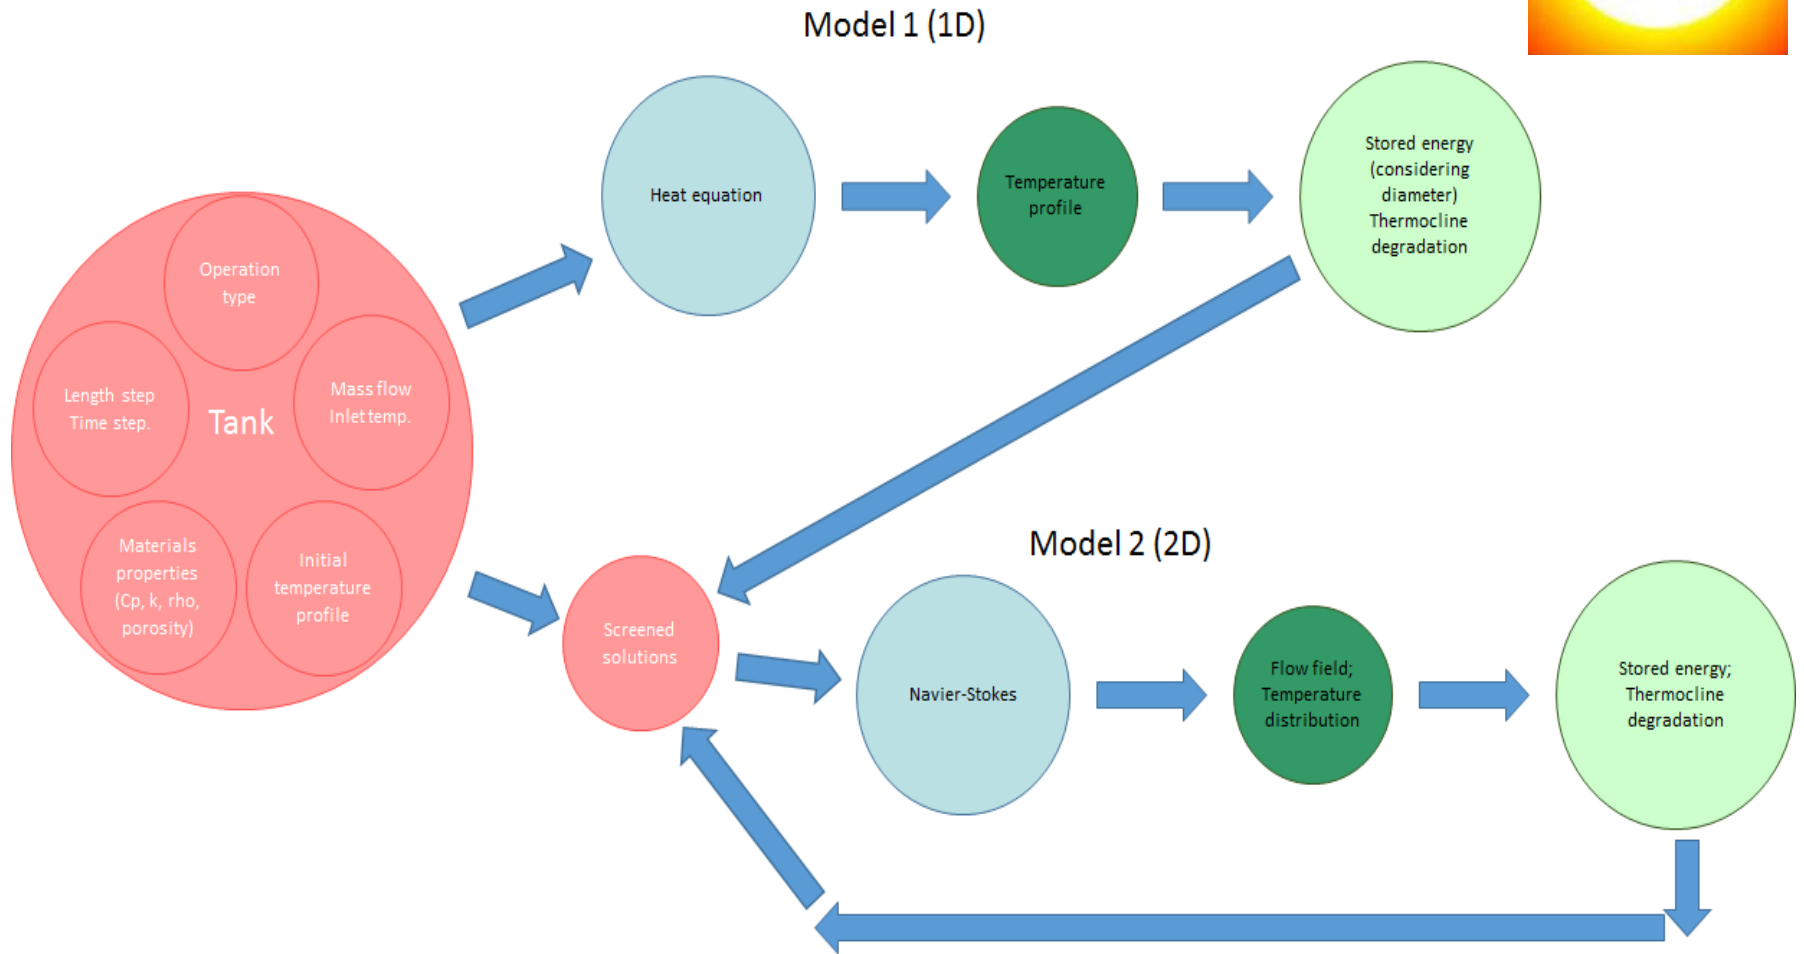 Model 1 (1D)
Heat equation
Temperature
profile
Stored energy
(considering
diameter)
Thermocline
degradation
Operation
type
Length step
Time step.
Tank
Mass flow
Inlet temp.
Materials
properties
(Cp, k, rho,
porosity)
Initial
temperature
profile
Model 2 (2D)
Screened
solutions
Navier-Stokes
Flow field;
Temperature
distribution
Stored energy;
Thermocline
degradation